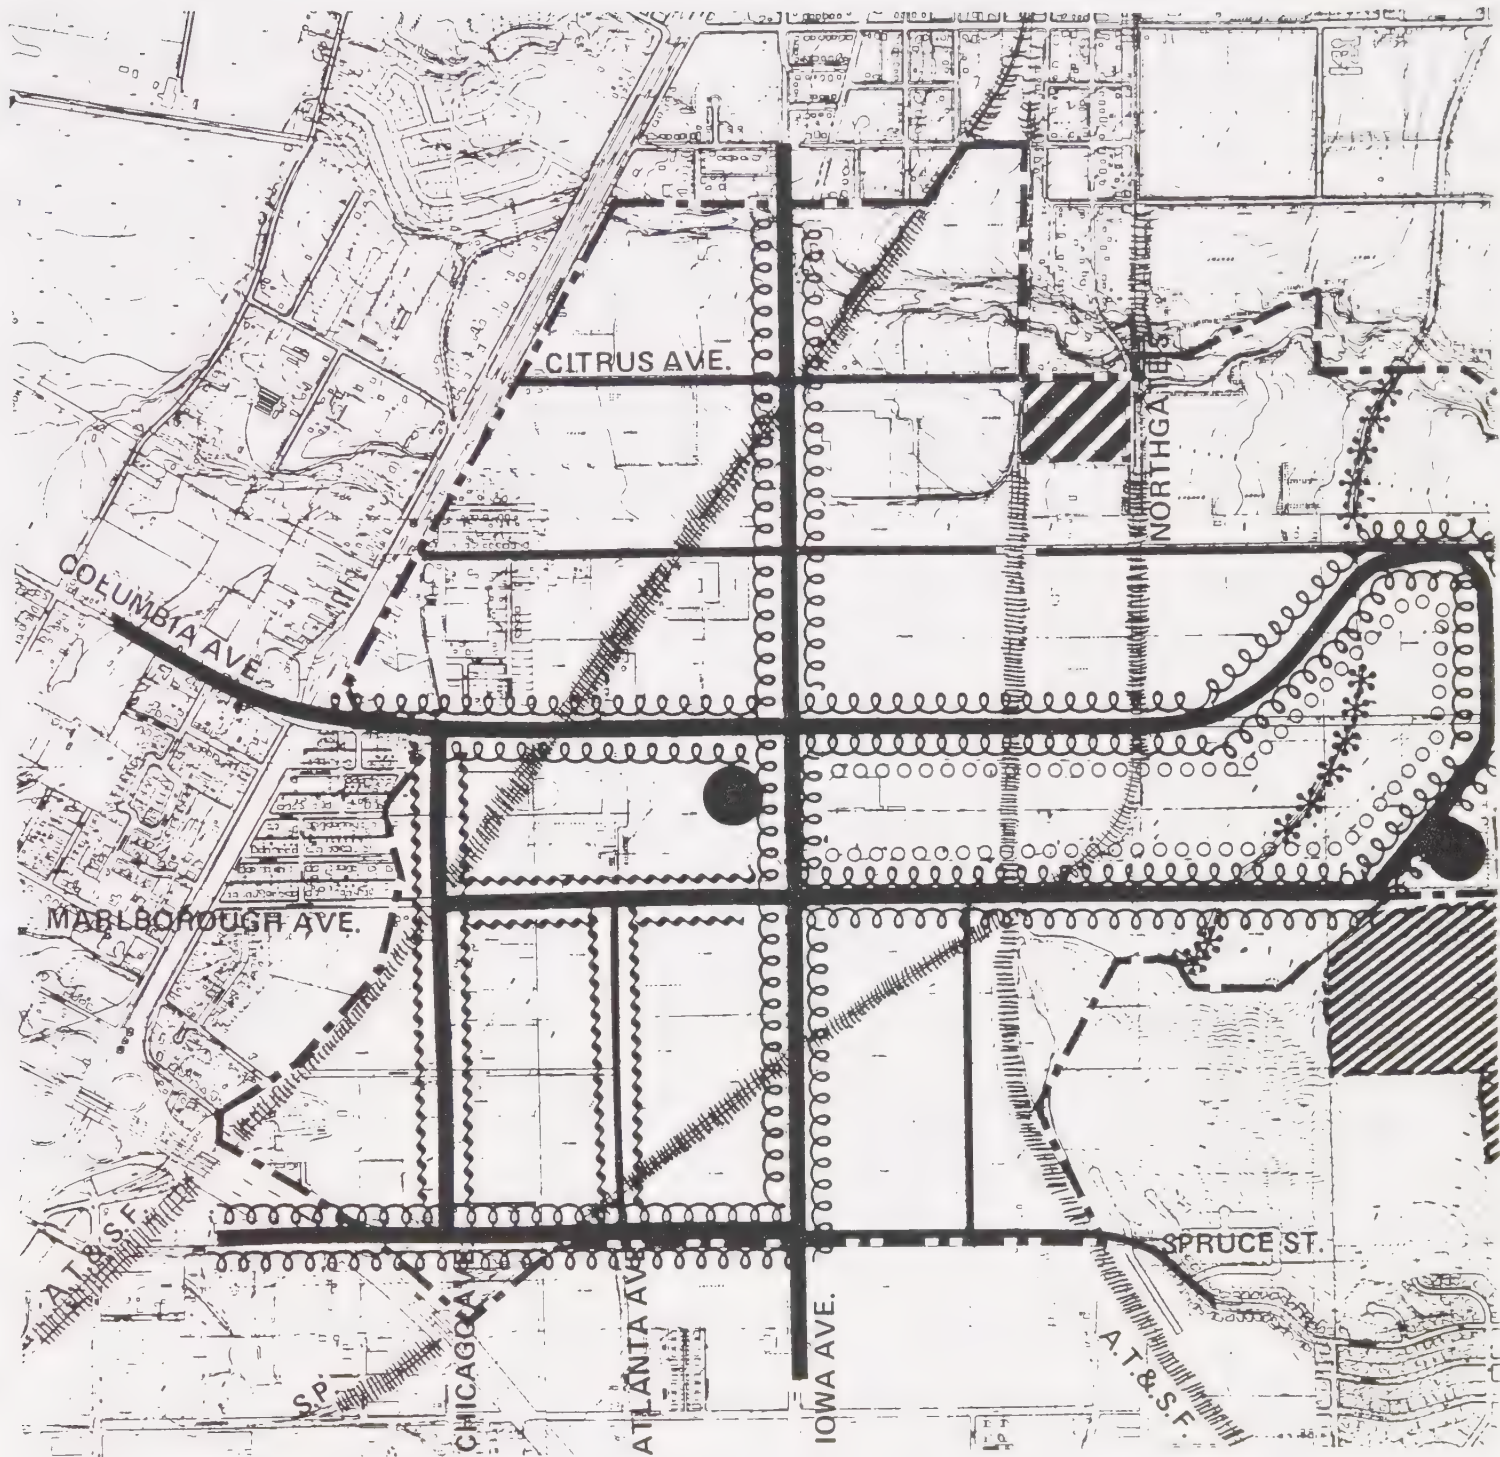 CITRUS AVE.
NORTHGATE ST.
COLUMBIA AVE.
MARLBOROUGH AVE.
SPRUCE ST.
A.T.&S.F.
S.P.
CHICAGO AVE.
ATLANTA AVE.
IOWA AVE.
A.T.&S.F.